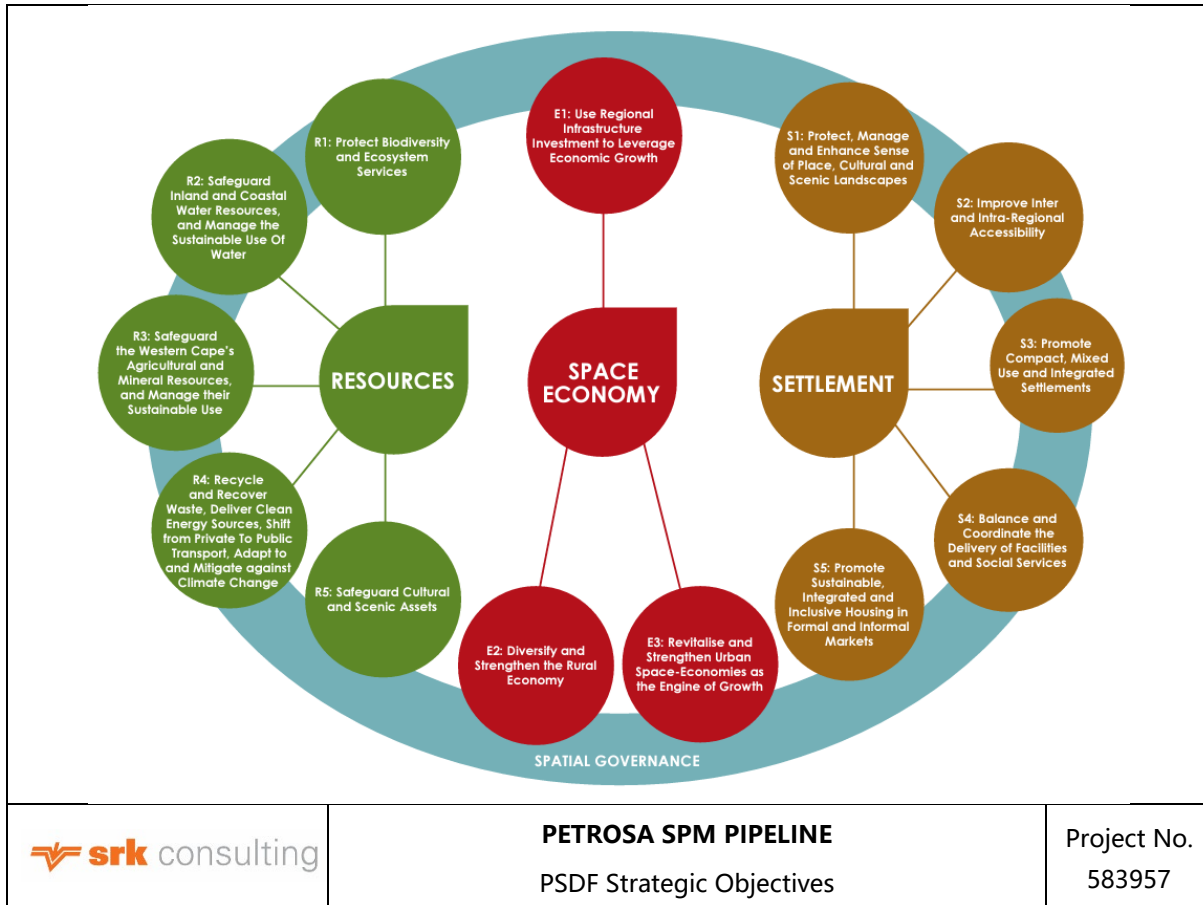 E1: Use Regional
Infrastructure
Investment to Leverage
Economic Growth
R1: Protect Biodiversity
and Ecosystem
Services
S1: Protect, Manage
and Enhance Sense
of Place, Cultural and
Scenic Landscapes
R2: Safeguard
Inland and Coastal
Water Resources,
and Manage the
Sustainable Use Of
Water
S2: Improve Inter
and Intra-Regional
Accessibility
R3: Safeguard
the Western Cape's
Agricultural and
Mineral Resources,
and Manage their
Sustainable Use
RESOURCES
SPACE
ECONOMY
SETTLEMENT
S3: Promote
Compact, Mixed
Use and Integrated
Settlements
R4: Recycle
and Recover
Waste, Deliver Clean
Energy Sources, Shift
from Private To Public
Transport, Adapt to
and Mitigate against
Climate Change
S4: Balance and
Coordinate the
Delivery of Facilities
and Social Services
R5: Safeguard Cultural
and Scenic Assets
S5: Promote
Sustainable,
Integrated and
Inclusive Housing in
Formal and Informal
Markets
E2: Diversify and
Strengthen the Rural
Economy
E3: Revitalise and
Strengthen Urban
Space-Economies as
the Engine of Growth
SPATIAL GOVERNANCE
srk consulting
PETROSA SPM PIPELINE
PSDF Strategic Objectives
Project No.
583957